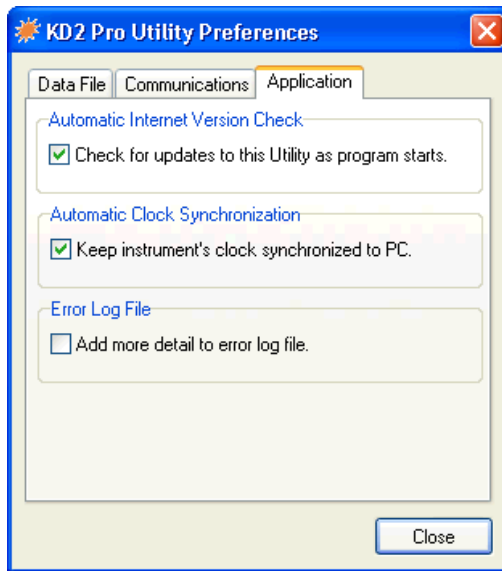 KD2 Pro Utility Preferences
Data File Communications Application
Automatic Internet Version Check
Check for updates to this Utility as program starts.
Automatic Clock Synchronization
Keep instrument's clock synchronized to PC.
Error Log File
Add more detail to error log file.
Close